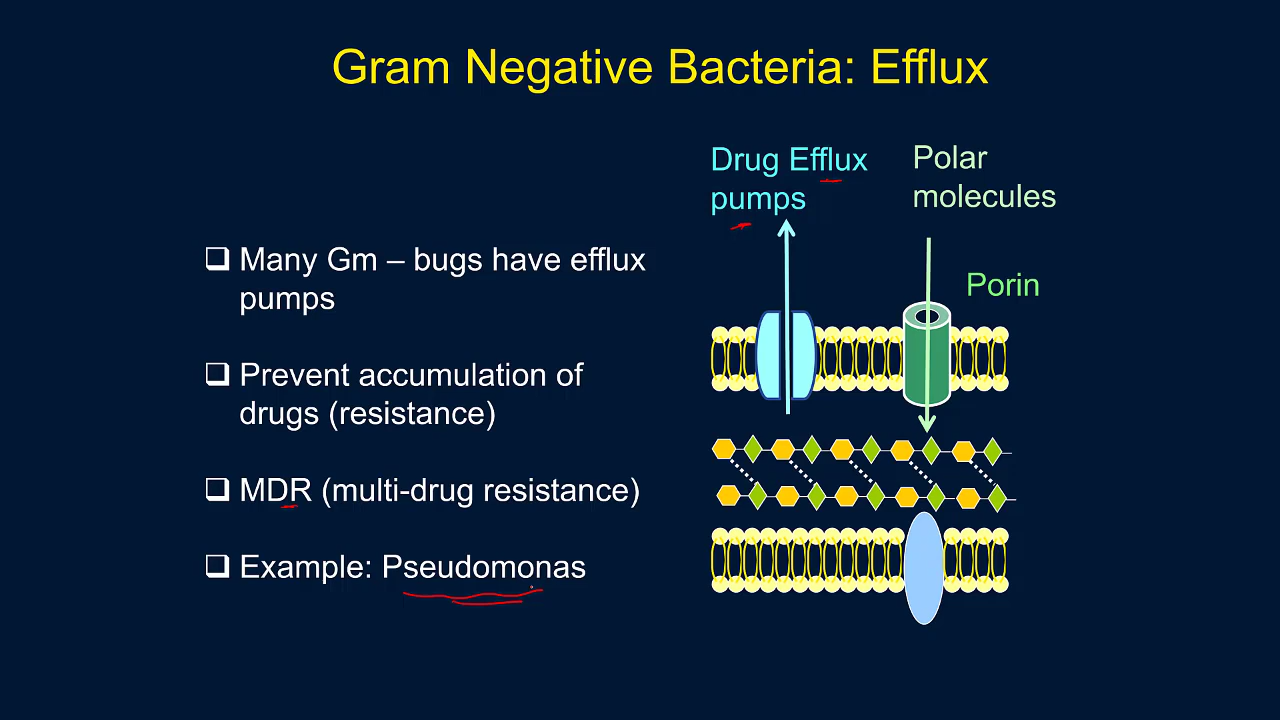 Gram Negative Bacteria: Efflux
Drug Efflux
pumps
Polar
molecules
Porin
Many Gm – bugs have efflux
pumps
Prevent accumulation of
drugs (resistance)
MDR (multi-drug resistance)
Example: Pseudomonas